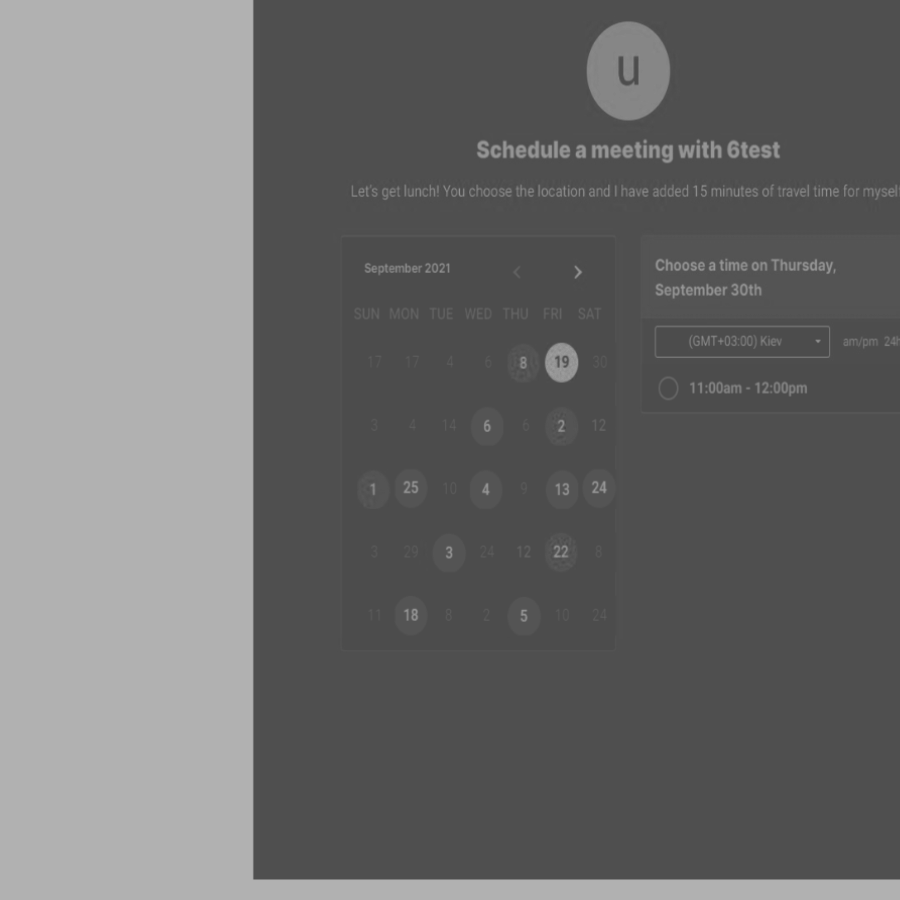 u
Schedule a meeting with 6test
Let's get lunch! You choose the location and I have added 15 minutes of travel time for mysel
September 2021
SUN MON TUE WED THU FRI SAT
17 17 4 6 8 19 30
3 4 14 6 6 2 12
1 25 10 4 9 13 24
3 29 3 24 12 22 8
11 18 8 2 5 10 24
Choose a time on Thursday,
September 30th
(GMT+03:00) Kiev am/pm 24h
11:00am - 12:00pm